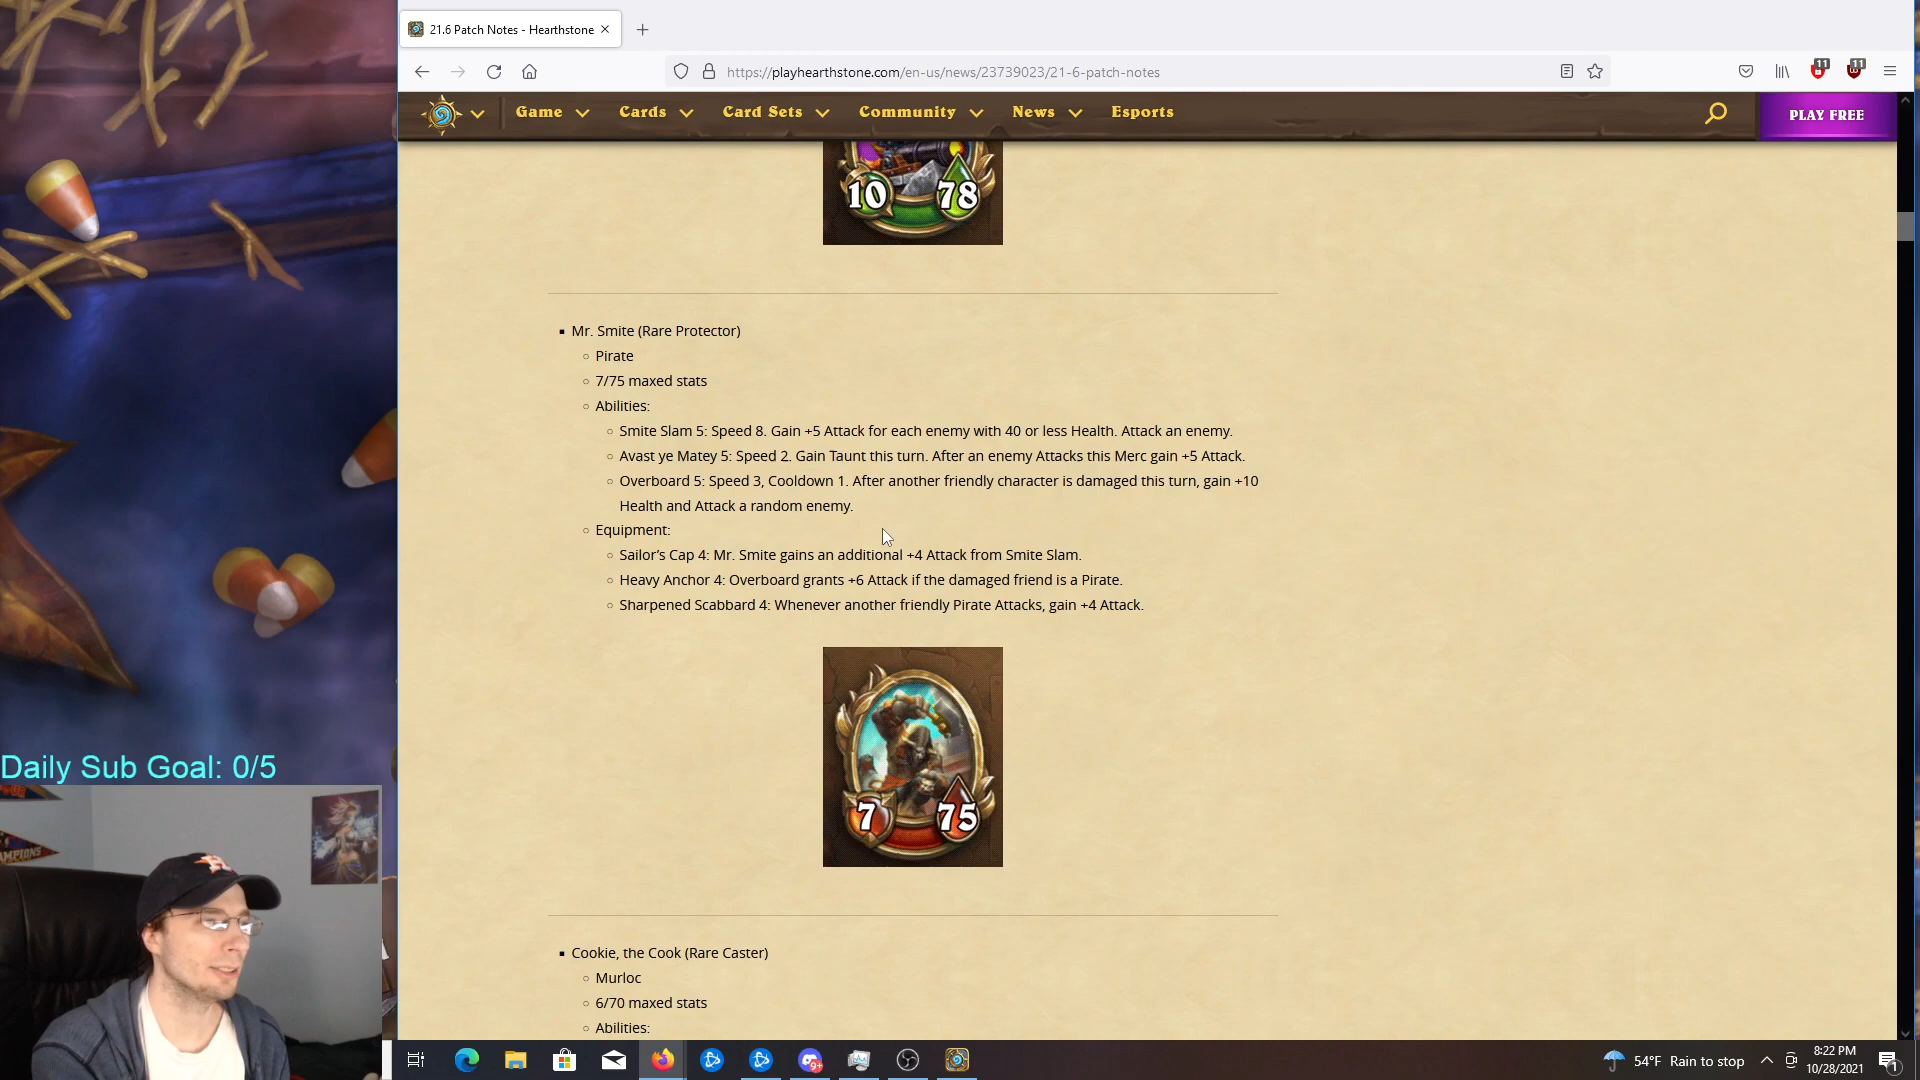 21.6 Patch Notes - Hearthstone
https://playhearthstone.com/en-us/news/23739023/21-6-patch-notes
11
11
Game
Cards
Card Sets
Community
News
Esports
PLAY FREE
10 78
Mr. Smite (Rare Protector)
Pirate
7/75 maxed stats
Abilities:
Smite Slam 5: Speed 8. Gain +5 Attack for each enemy with 40 or less Health. Attack an enemy.
Avast ye Matey 5: Speed 2. Gain Taunt this turn. After an enemy Attacks this Merc gain +5 Attack.
Overboard 5: Speed 3, Cooldown 1. After another friendly character is damaged this turn, gain +10
Health and Attack a random enemy.
Equipment:
Sailor’s Cap 4: Mr. Smite gains an additional +4 Attack from Smite Slam.
Heavy Anchor 4: Overboard grants +6 Attack if the damaged friend is a Pirate.
Sharpened Scabbard 4: Whenever another friendly Pirate Attacks, gain +4 Attack.
7 75
Daily Sub Goal: 0/5
Cookie, the Cook (Rare Caster)
Murloc
6/70 maxed stats
Abilities:
9+
54°F Rain to stop
8:22 PM
10/28/2021
1